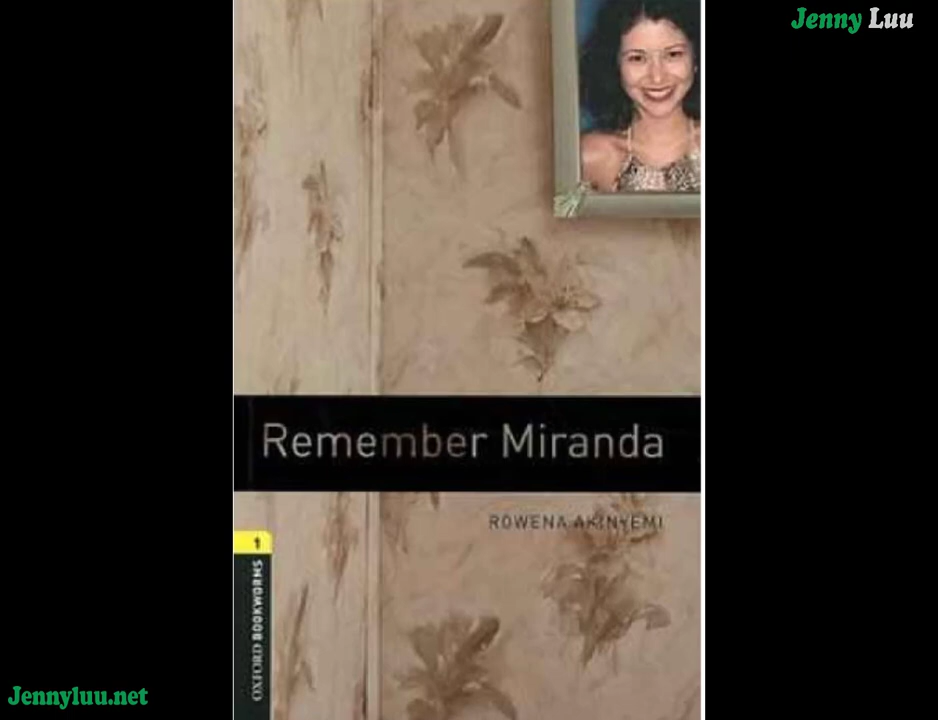 Jenny Luu
Remember Miranda
ROWENA AKINYEMI
1
OXFORD BOOKWORMS
Jennyluu.net